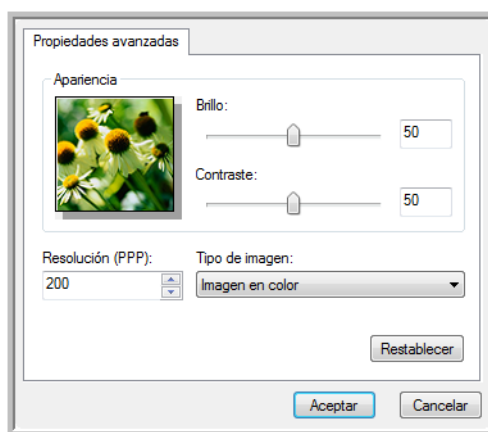 Propiedades avanzadas
Apariencia
Brillo:
50
Contraste:
50
Resolución (PPP):
Tipo de imagen:
200
Imagen en color
Restablecer
Aceptar
Cancelar